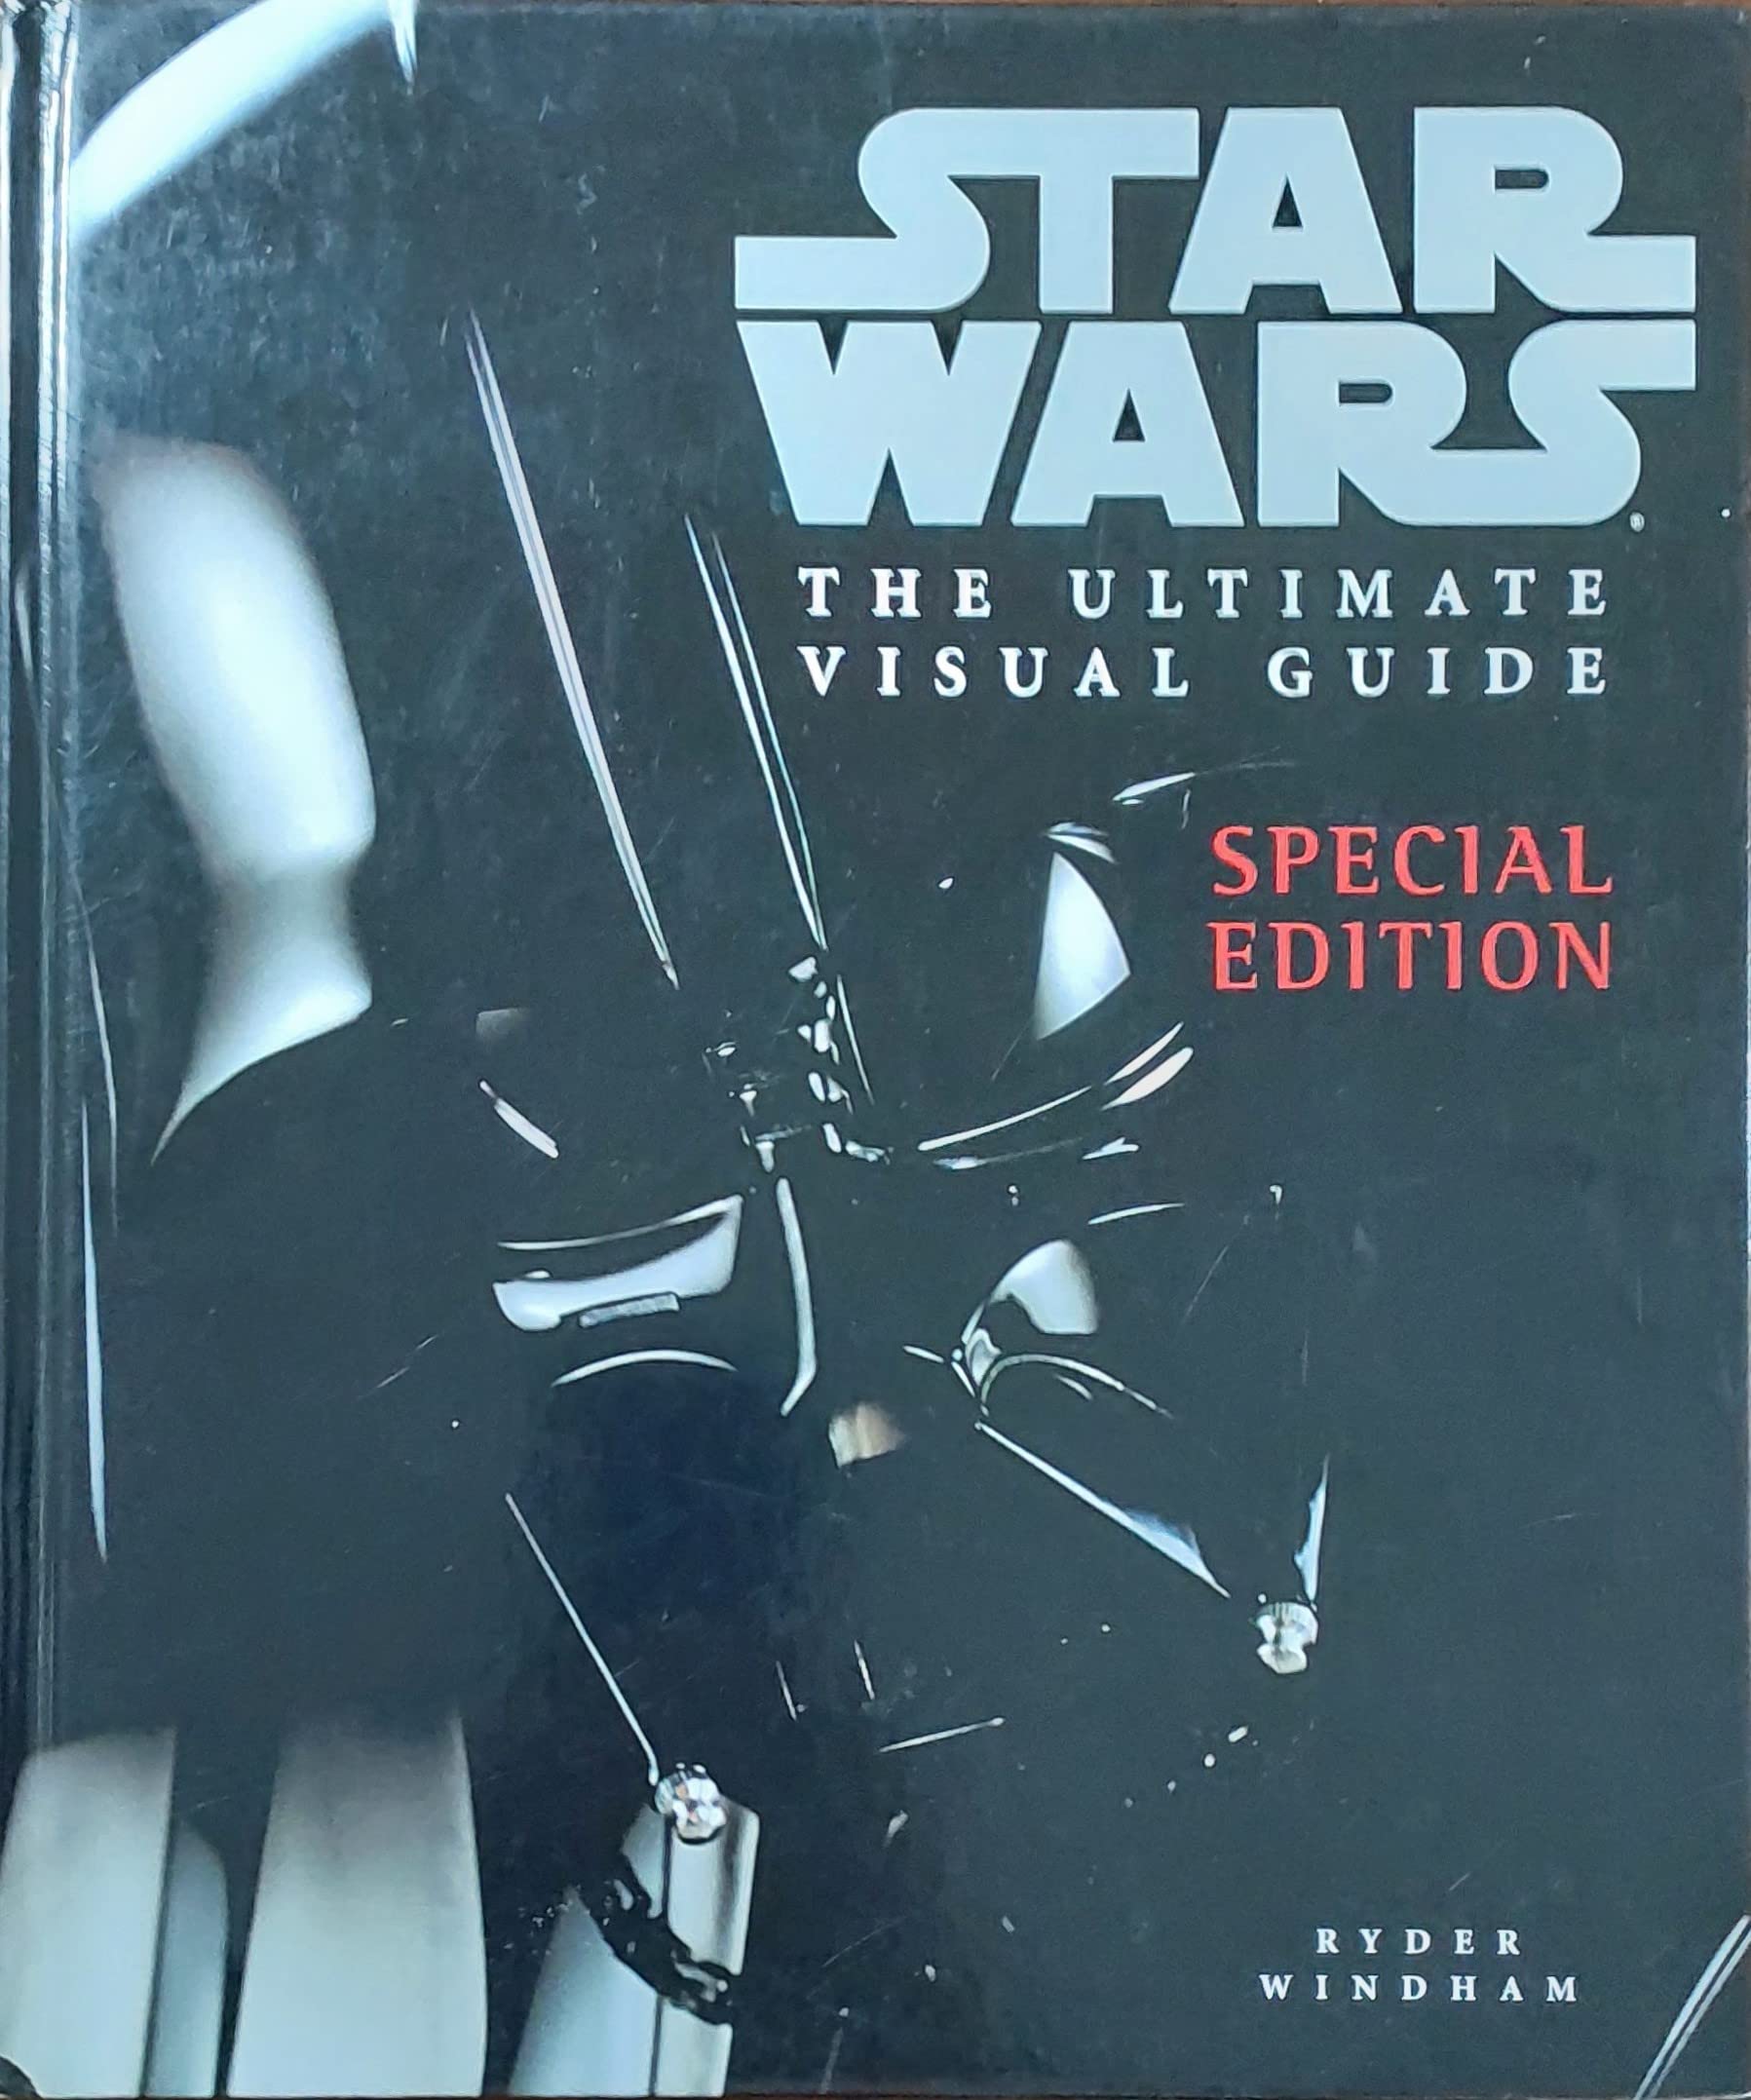 STAR
WARS®
THE ULTIMATE
VISUAL GUIDE
SPECIAL
EDITION
RYDER
WINDHAM